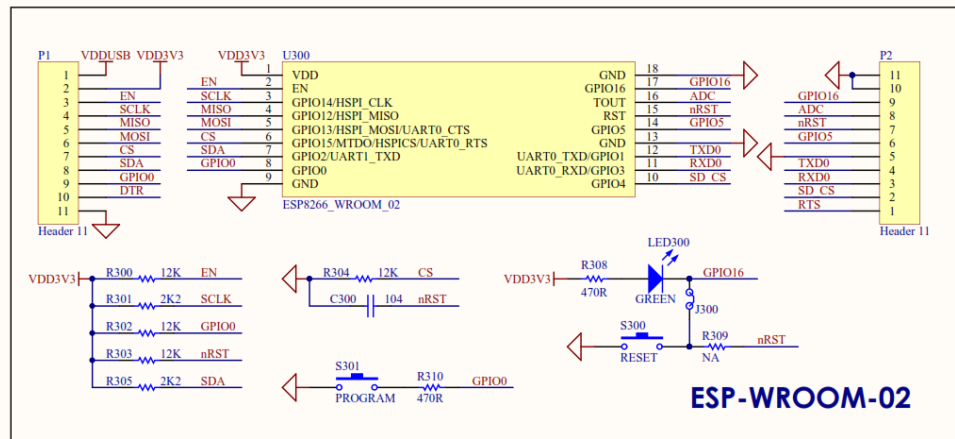 P1
VDDUSB VDD3V3
1
2
EN 3
SCLK 4
MISO 5
MOSI 6
CS 7
SDA 8
GPIO0 9
DTR 10
11
Header 11
VDD3V3
U300
1 VDD
EN 2 EN
SCLK 3 GPIO14/HSPI_CLK
MISO 4 GPIO12/HSPI_MISO
MOSI 5 GPIO13/HSPI_MOSI/UART0_CTS
CS 6 GPIO15/MTDO/HSPICS/UART0_RTS
SDA 7 GPIO2/UART1_TXD
GPIO0 8 GPIO0
9 GND
GND 18
GPIO16 17 GPIO16
TOUT 16 ADC
RST 15 nRST
GPIO5 14 GPIO5
GND 13
UART0_TXD/GPIO1 12 TXD0
UART0_RXD/GPIO3 11 RXD0
GPIO4 10 SD_CS
ESP8266_WROOM_02
P2
11
10
GPIO16 9
ADC 8
nRST 7
GPIO5 6
5
TXD0 4
RXD0 3
SD_CS 2
RTS 1
Header 11
VDD3V3
R300 12K EN
R301 2K2 SCLK
R302 12K GPIO0
R303 12K nRST
R305 2K2 SDA
R304 12K CS
C300 104 nRST
S301
PROGRAM
R310
470R
GPIO0
VDD3V3
R308
470R
LED300
GREEN
GPIO16
J300
S300
RESET
R309
NA
nRST
ESP-WROOM-02